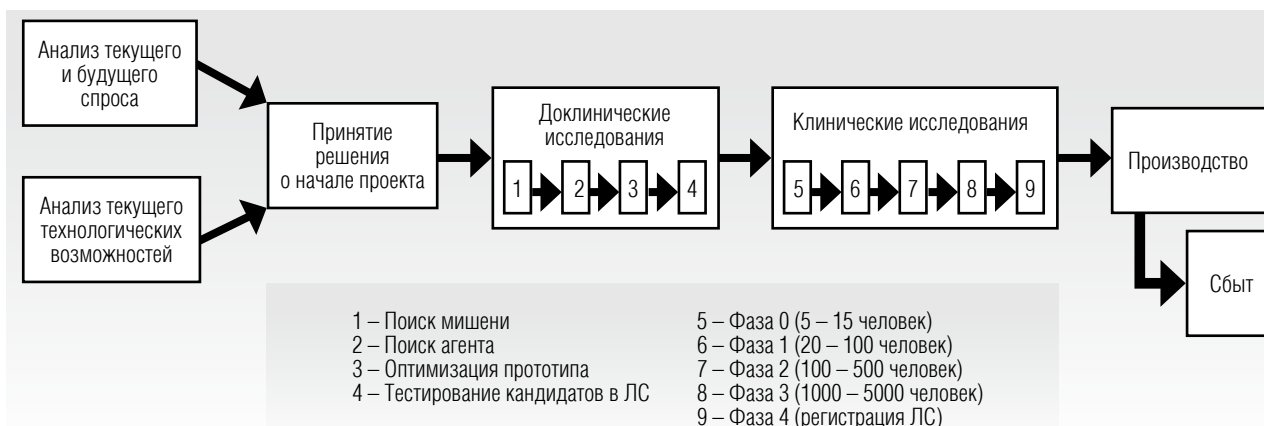 Анализ текущего
и будущего
спроса
Анализ текущего
технологических
возможностей
Принятие
решения
о начале проекта
Доклинические
исследования
1
2
3
4
Клинические исследования
5
6
7
8
9
Производство
Сбыт
1 – Поиск мишени
2 – Поиск агента
3 – Оптимизация прототипа
4 – Тестирование кандидатов в ЛС
5 – Фаза 0 (5 – 15 человек)
6 – Фаза 1 (20 – 100 человек)
7 – Фаза 2 (100 – 500 человек)
8 – Фаза 3 (1000 – 5000 человек)
9 – Фаза 4 (регистрация ЛС)